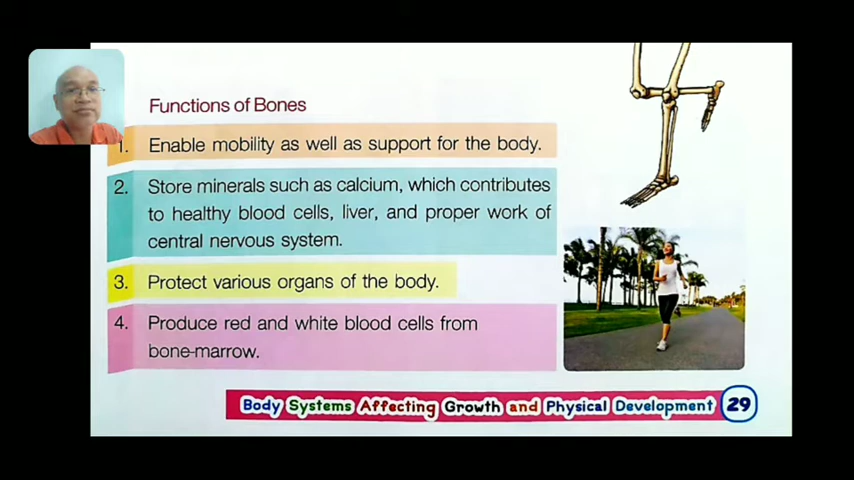 Functions of Bones
1. Enable mobility as well as support for the body.
2. Store minerals such as calcium, which contributes
to healthy blood cells, liver, and proper work of
central nervous system.
3. Protect various organs of the body.
4. Produce red and white blood cells from
bone-marrow.
Body Systems Affecting Growth and Physical Development 29